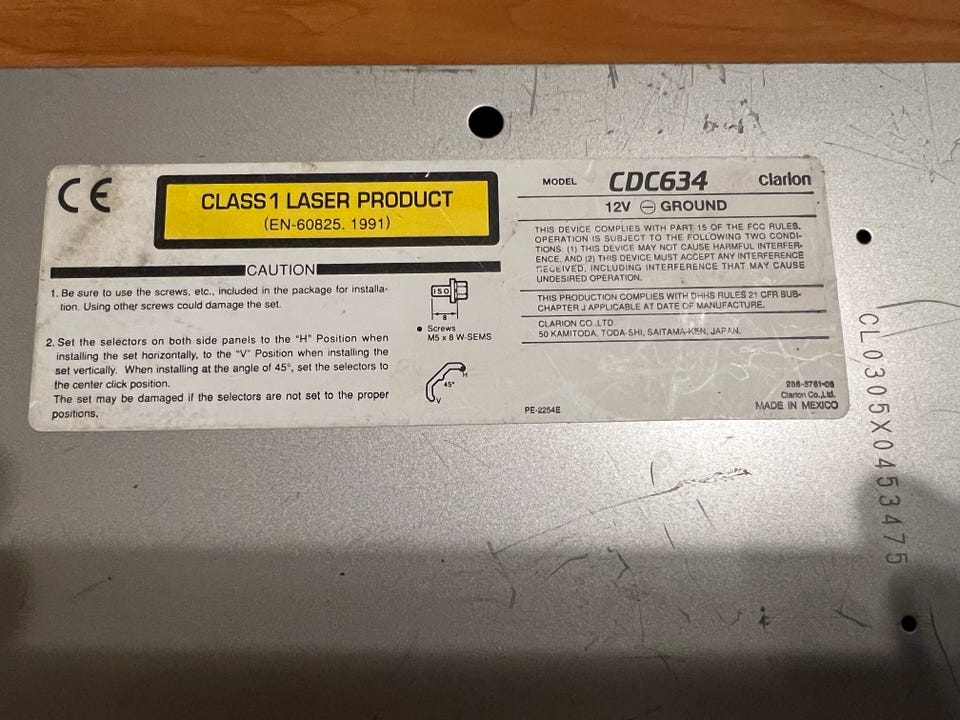 CE
CLASS 1 LASER PRODUCT
(EN-60825. 1991)
CAUTION
1. Be sure to use the screws, etc., included in the package for installa-
tion. Using other screws could damage the set.
2. Set the selectors on both side panels to the "H" Position when
installing the set horizontally, to the "V" Position when installing the
set vertically. When installing at the angle of 45°, set the selectors to
the center click position.
The set may be damaged if the selectors are not set to the proper
positions.
ISO
8
● Screws
M5 x 8 W-SEMS
H
45°
V
MODEL CDC634 Clarion
12V ⊖ GROUND
THIS DEVICE COMPLIES WITH PART 15 OF THE FCC RULES.
OPERATION IS SUBJECT TO THE FOLLOWING TWO CONDI-
TIONS. (1) THIS DEVICE MAY NOT CAUSE HARMFUL INTERFER-
ENCE, AND (2) THIS DEVICE MUST ACCEPT ANY INTERFERENCE
RECEIVED, INCLUDING INTERFERENCE THAT MAY CAUSE
UNDESIRED OPERATION.
THIS PRODUCTION COMPLIES WITH DHHS RULES 21 CFR SUB-
CHAPTER J APPLICABLE AT DATE OF MANUFACTURE.
CLARION CO.,LTD.
50 KAMITODA, TODA-SHI, SAITAMA-KEN, JAPAN.
PE-2254E
286-8761-08
Clarion Co.,Ltd.
MADE IN MEXICO
CL0305X0453475